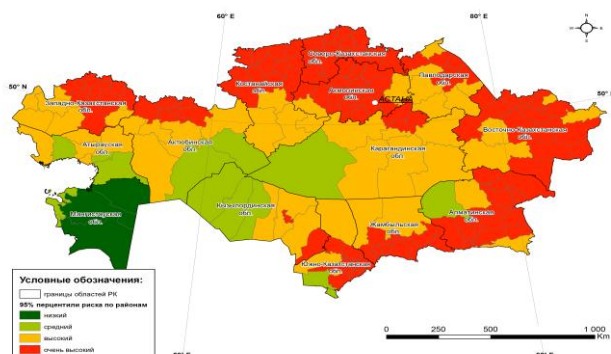 60° E
80° E
50° N
50° N
Северо-Казахстанская
обл.
Костанайская
обл.
Акмолинская
обл.
Павлодарская
обл.
АСТАНА
Западно-Казахстанская
обл.
Актюбинская
обл.
Атырауская
обл.
Карагандинская
обл.
Восточно-Казахстанская
обл.
Мангистауская
обл.
Кызылординская
обл.
Жамбылская
обл.
Алматинская
обл.
Южно-Казахстанская
обл.
Условные обозначения:
границы областей РК
95% перцентили риска по районам
низкий
средний
высокий
очень высокий
0 250 500 1 000
Km